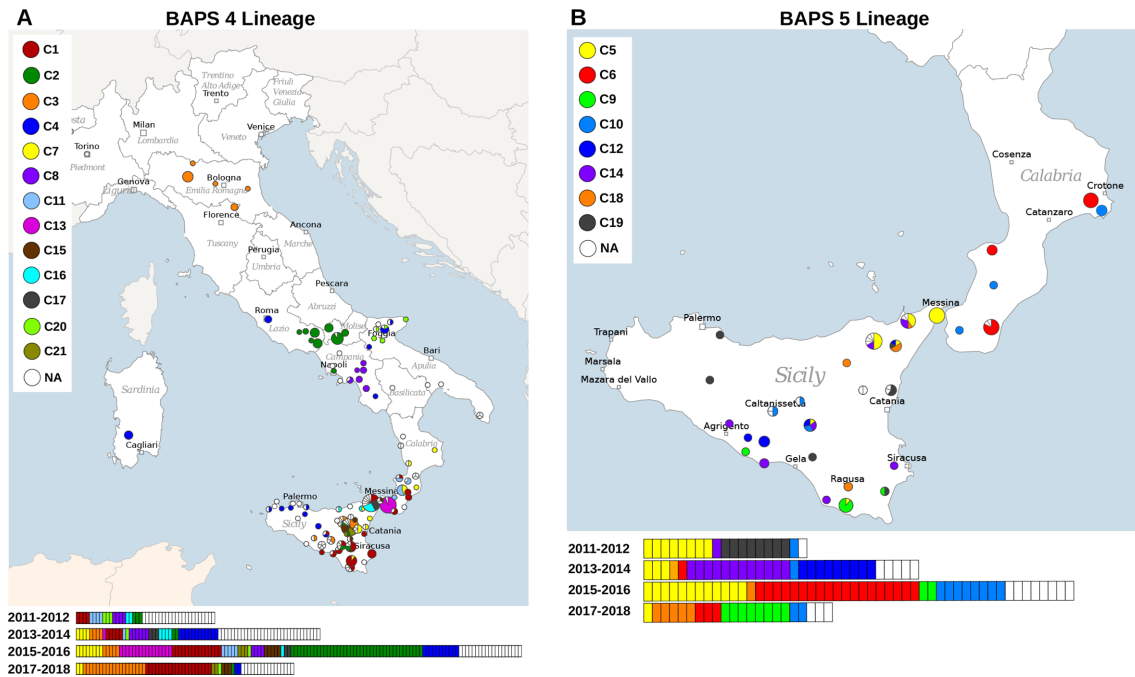 A
BAPS 4 Lineage
C1
C2
C3
C4
C7
C8
C11
C13
C15
C16
C17
C20
C21
NA
Trentino
Alto Adige
Trento
Friuli
Venezia
Giulia
Milan
Lombardia
Venice
Veneto
Torino
Piedmont
Genova
Bologna
Emilia Romagna
Florence
Ancona
Tuscany
Marche
Perugia
Umbria
Pescara
Abruzzi
Roma
Lazio
Molise
Foggia
Campania
Bari
Napoli
Apulia
Basilicata
Sardinia
Cagliari
Calabria
Palermo
Messina
Sicily
Catania
Siracusa
2011-2012
2013-2014
2015-2016
2017-2018
B
BAPS 5 Lineage
C5
C6
C9
C10
C12
C14
C18
C19
NA
Cosenza
Calabria
Crotone
Catanzaro
Messina
Palermo
Trapani
Marsala
Mazara del Vallo
Sicily
Caltanissetta
Catania
Agrigento
Gela
Siracusa
Ragusa
2011-2012
2013-2014
2015-2016
2017-2018